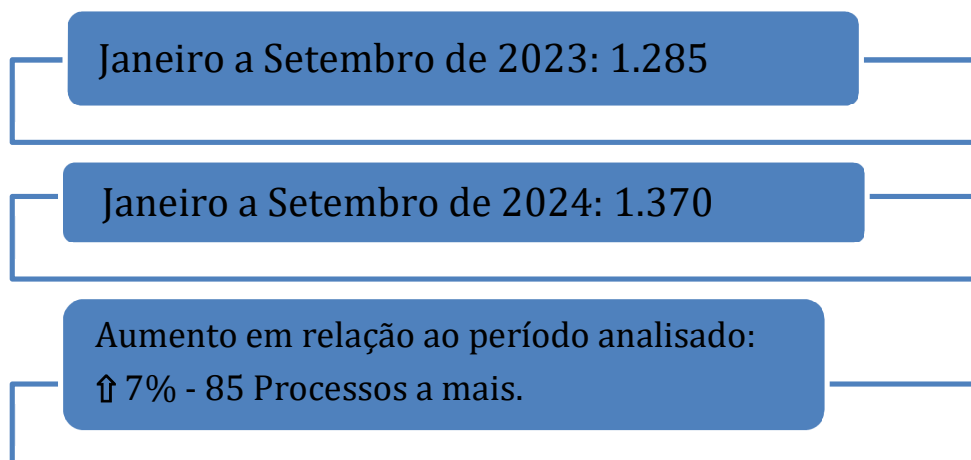 Janeiro a Setembro de 2023: 1.285
Janeiro a Setembro de 2024: 1.370
Aumento em relação ao período analisado:
⇧ 7% - 85 Processos a mais.